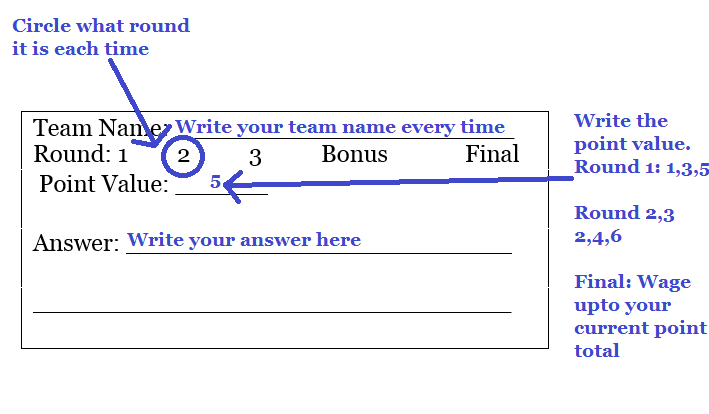 Circle what round
it is each time
Team Name: Write your team name every time
Round: 1 2 3 Bonus Final
Point Value: 5
Answer: Write your answer here
Write the
point value.
Round 1: 1,3,5
Round 2,3
2,4,6
Final: Wage
upto your
current point
total